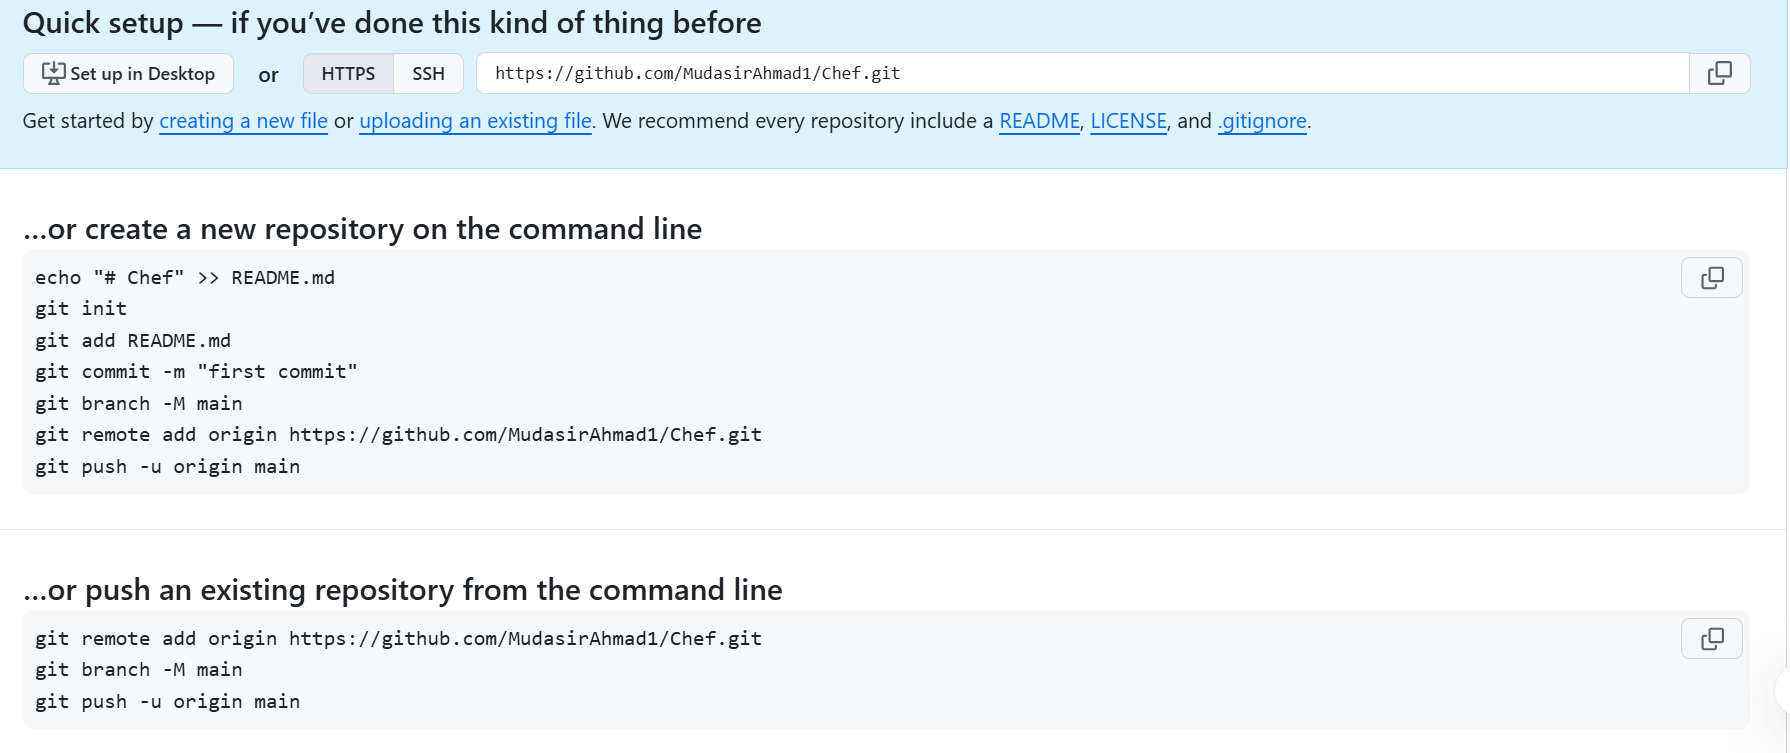 Quick setup — if you’ve done this kind of thing before
Set up in Desktop or HTTPS SSH https://github.com/MudasirAhmad1/Chef.git
Get started by creating a new file or uploading an existing file. We recommend every repository include a README, LICENSE, and .gitignore.
…or create a new repository on the command line
echo "# Chef" >> README.md
git init
git add README.md
git commit -m "first commit"
git branch -M main
git remote add origin https://github.com/MudasirAhmad1/Chef.git
git push -u origin main
…or push an existing repository from the command line
git remote add origin https://github.com/MudasirAhmad1/Chef.git
git branch -M main
git push -u origin main